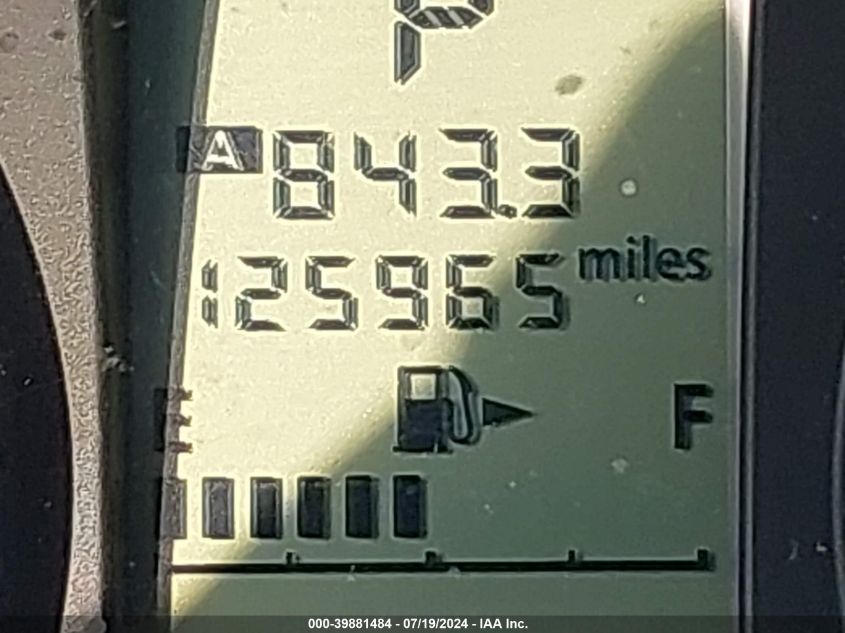 P
A 843.3
125965 miles
E F
000-39881484 - 07/19/2024 - IAA Inc.